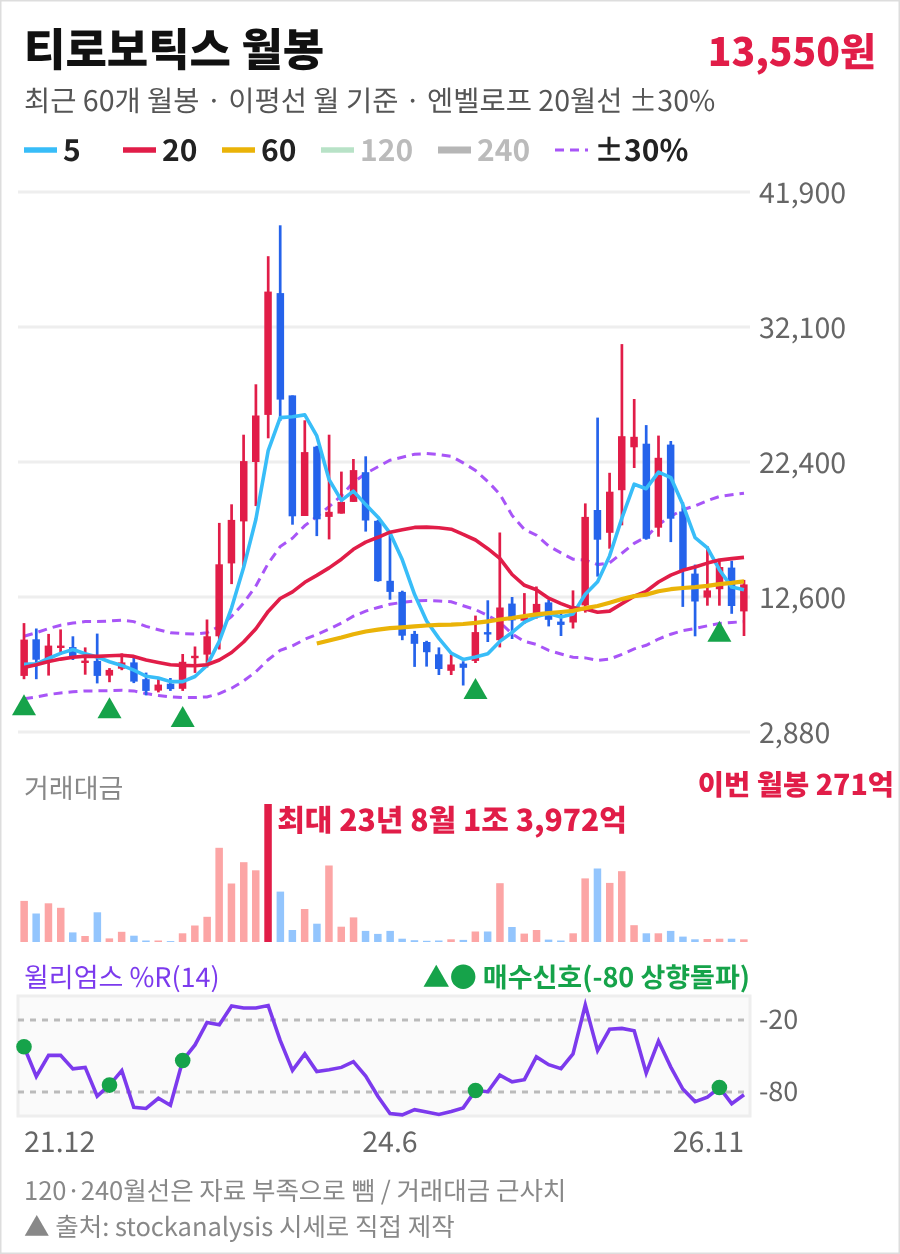 티로보틱스 월봉
13,550원
최근 60개 월봉 · 이평선 월 기준 · 엔벨로프 20월선 ±30%
5 20 60 120 240 ±30%
41,900
32,100
22,400
12,600
2,880
거래대금
이번 월봉 271억
최대 23년 8월 1조 3,972억
윌리엄스 %R(14)
▲● 매수신호(-80 상향돌파)
-20
-80
21.12 24.6 26.11
120·240월선은 자료 부족으로 뺌 / 거래대금 근사치
▲ 출처: stockanalysis 시세로 직접 제작